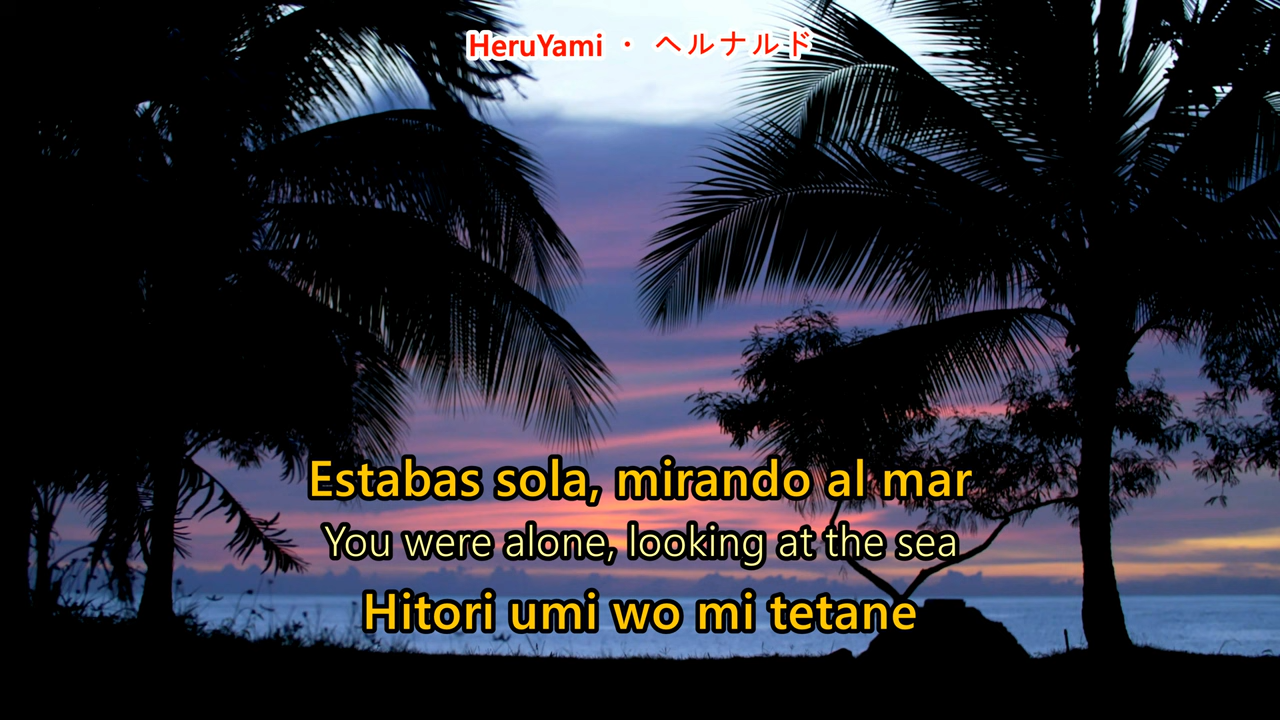 HeruYami ・ ヘルナルド
Estabas sola, mirando al mar
You were alone, looking at the sea
Hitori umi wo mi tetane